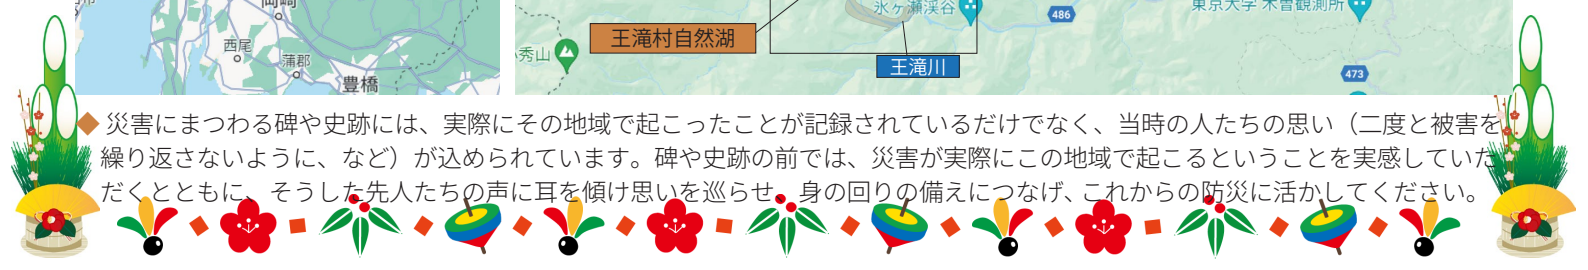 岡崎
氷ヶ瀬渓谷
486
東京大学 木曽観測所
西尾
王滝村自然湖
秀山
蒲郡
王滝川
473
豊橋
◆ 災害にまつわる碑や史跡には、実際にその地域で起こったことが記録されているだけでなく、当時の人たちの思い（二度と被害を
繰り返さないように、など）が込められています。碑や史跡の前では、災害が実際にこの地域で起こるということを実感していた
だくとともに、そうした先人たちの声に耳を傾け思いを巡らせ。身の回りの備えにつなげ、これからの防災に活かしてください。